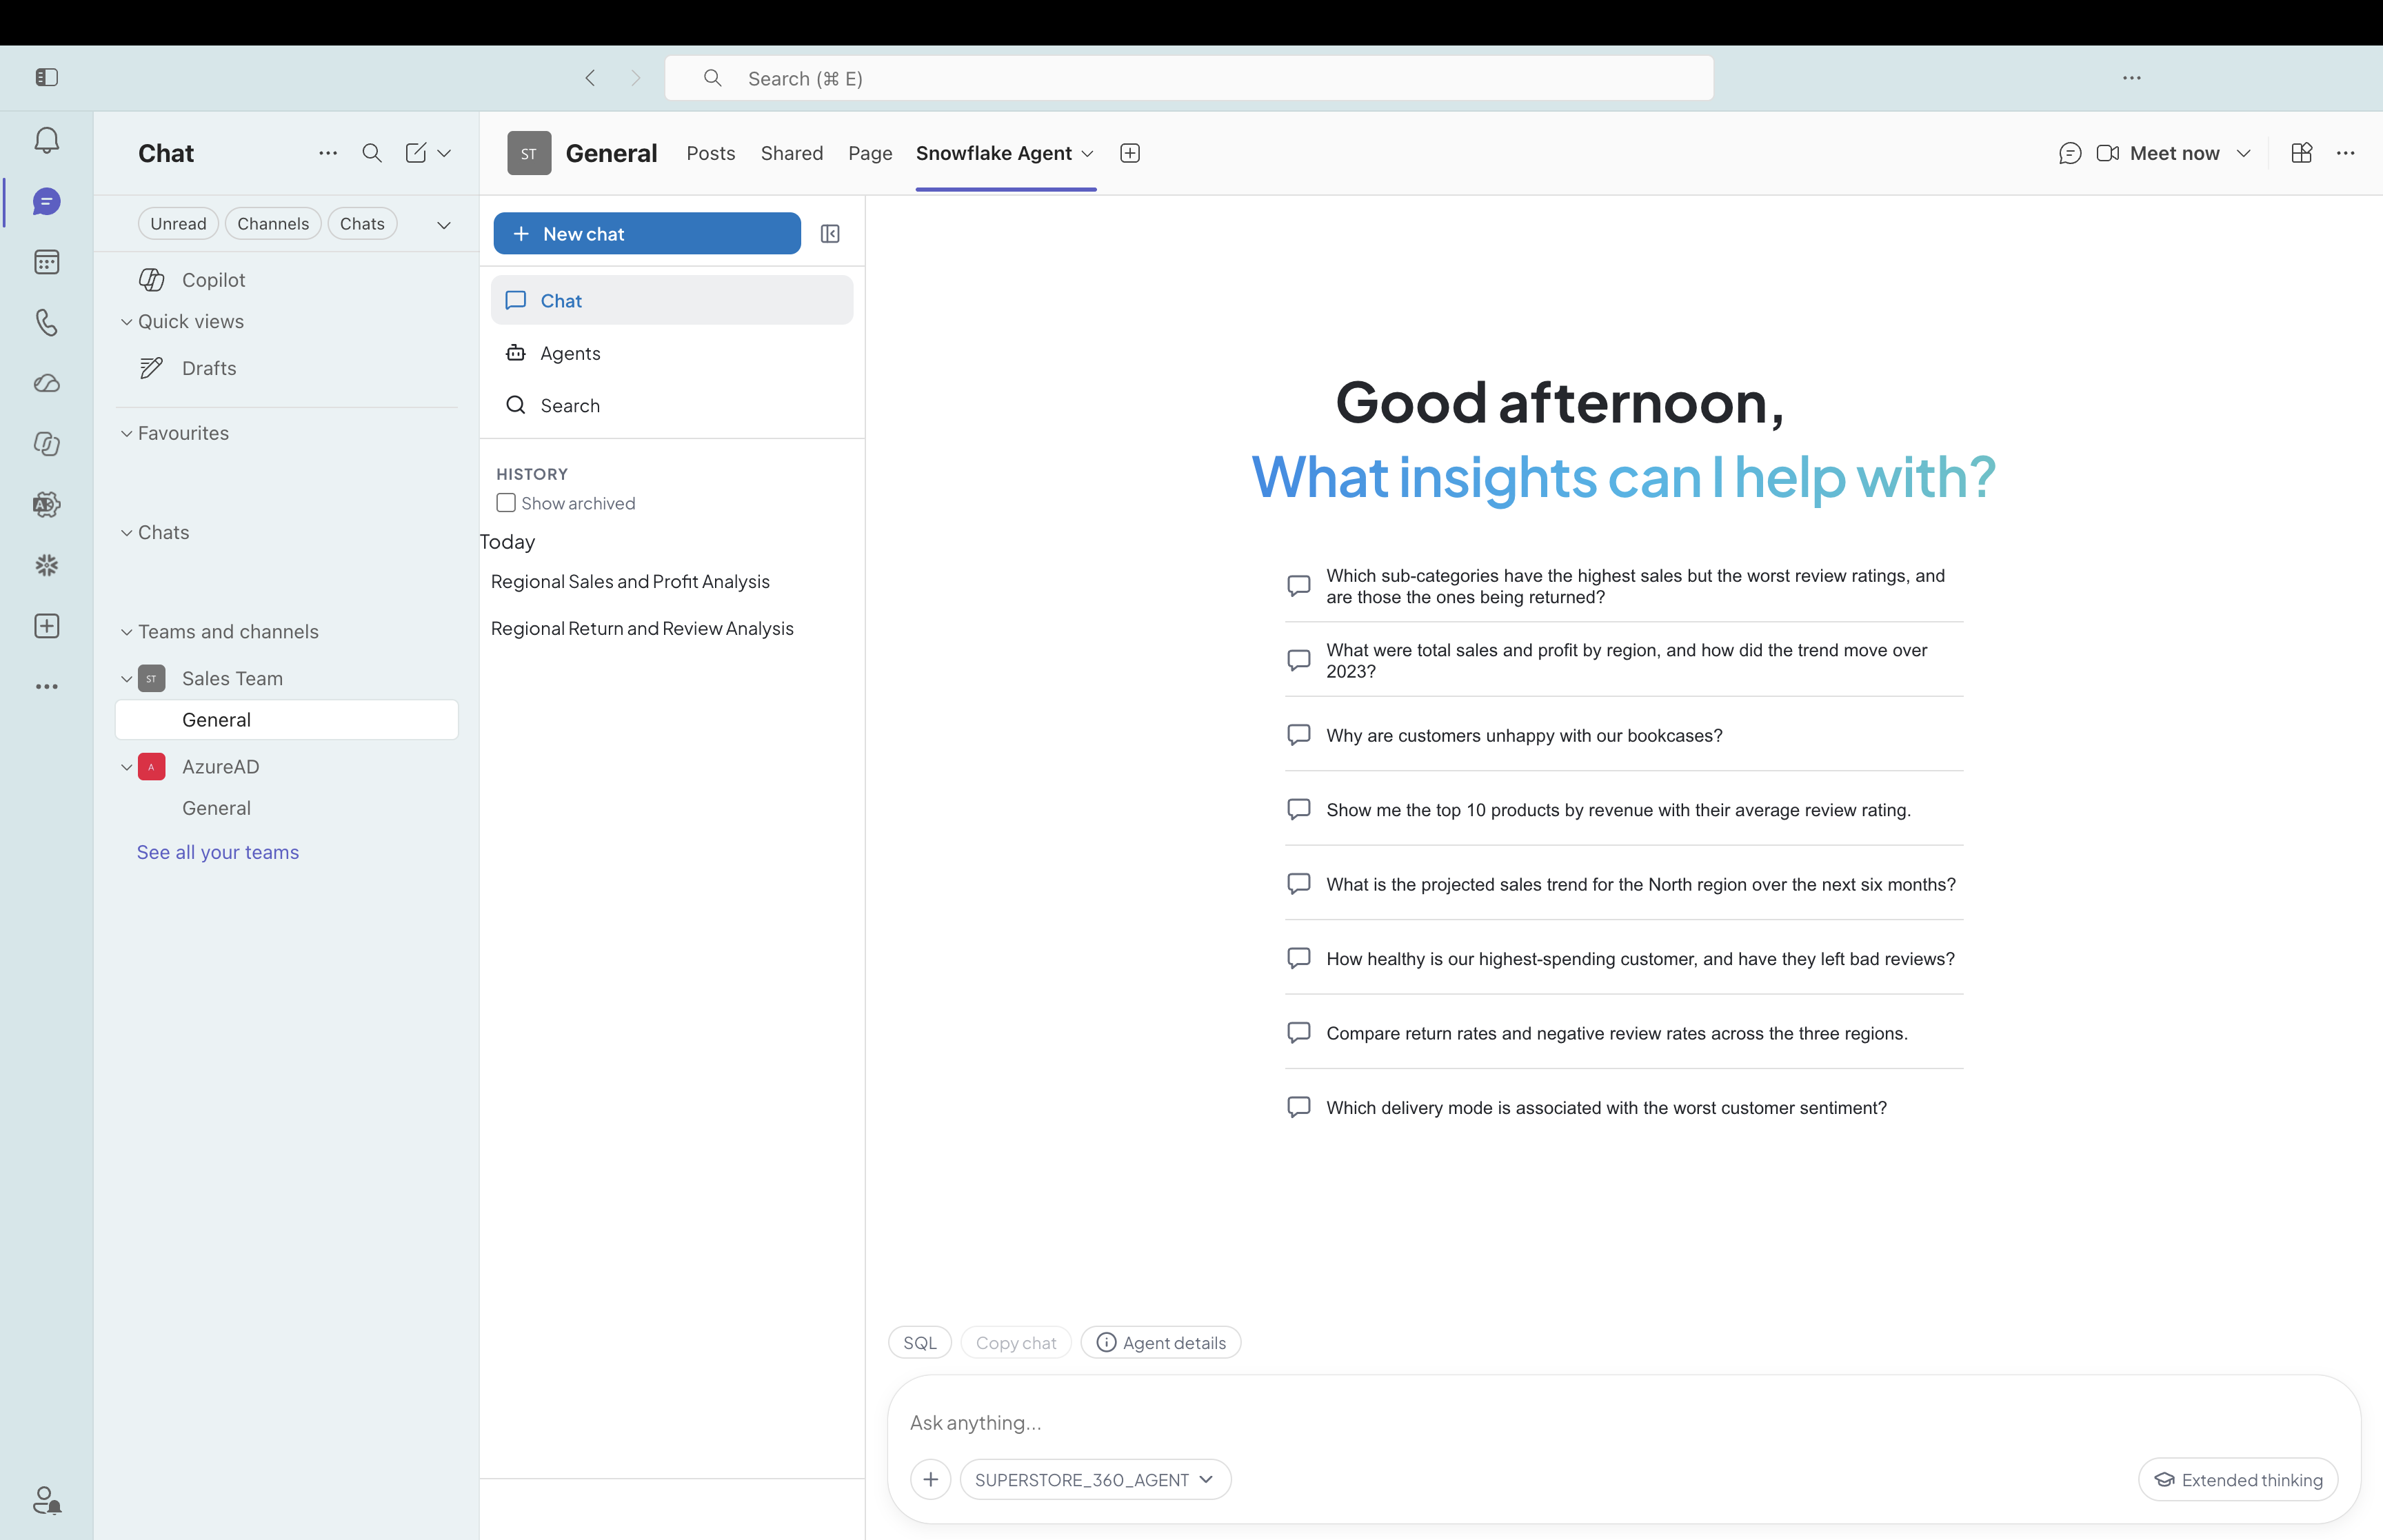 Search (⌘ E)
Chat
Unread
Channels
Chats
Copilot
Quick views
Drafts
Favourites
Chats
Teams and channels
ST
Sales Team
General
A
AzureAD
General
See all your teams
ST
General
Posts
Shared
Page
Snowflake Agent
Meet now
New chat
Chat
Agents
Search
HISTORY
Show archived
Today
Regional Sales and Profit Analysis
Regional Return and Review Analysis
Good afternoon,
What insights can I help with?
Which sub-categories have the highest sales but the worst review ratings, and
are those the ones being returned?
What were total sales and profit by region, and how did the trend move over
2023?
Why are customers unhappy with our bookcases?
Show me the top 10 products by revenue with their average review rating.
What is the projected sales trend for the North region over the next six months?
How healthy is our highest-spending customer, and have they left bad reviews?
Compare return rates and negative review rates across the three regions.
Which delivery mode is associated with the worst customer sentiment?
SQL
Copy chat
Agent details
Ask anything...
SUPERSTORE_360_AGENT
Extended thinking